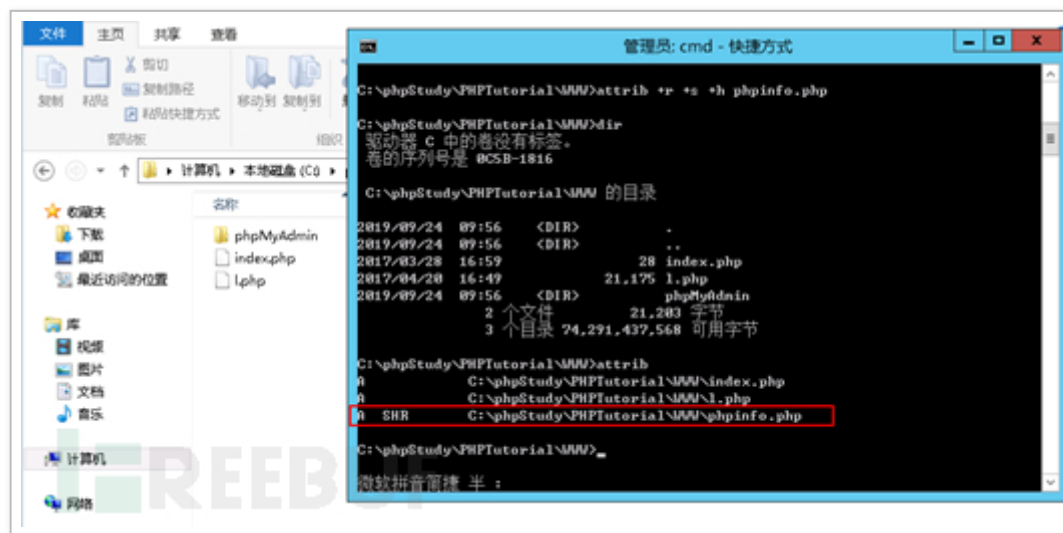 文件 主页 共享 查看
复制 粘贴
剪切
复制路径
粘贴快捷方式
移动到 复制到
剪贴板 组织
计算机 本地磁盘 (C:)
收藏夹
下载
桌面
最近访问的位置
库
视频
图片
文档
音乐
计算机
网络
名称
phpMyAdmin
index.php
l.php
REEBUF
管理员: cmd - 快捷方式
C:\phpStudy\PHPTutorial\WWW>attrib +r +s +h phpinfo.php
C:\phpStudy\PHPTutorial\WWW>dir
驱动器 C 中的卷没有标签。
卷的序列号是 0C5B-1816
C:\phpStudy\PHPTutorial\WWW 的目录
2019/09/24 09:56 <DIR> .
2019/09/24 09:56 <DIR> ..
2017/03/28 16:59 28 index.php
2017/04/20 16:49 21,175 l.php
2019/09/24 09:56 <DIR> phpMyAdmin
2 个文件 21,203 字节
3 个目录 74,291,437,568 可用字节
C:\phpStudy\PHPTutorial\WWW>attrib
A C:\phpStudy\PHPTutorial\WWW\index.php
A C:\phpStudy\PHPTutorial\WWW\l.php
A SHR C:\phpStudy\PHPTutorial\WWW\phpinfo.php
C:\phpStudy\PHPTutorial\WWW>_
微软拼音简捷 半 :